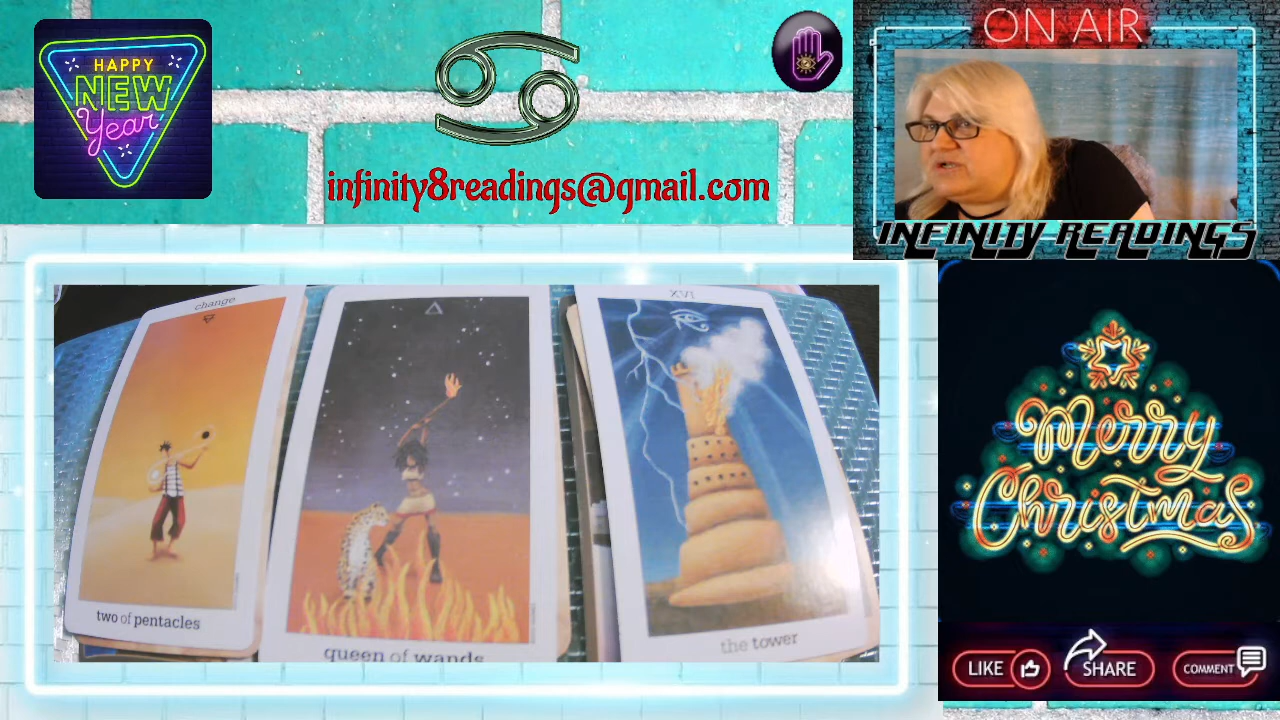 HAPPY
NEW
Year
infinity8readings@gmail.com
ON AIR
INFINITY READINGS
change
two of pentacles
queen of wands
XVI
the tower
Merry
Christmas
LIKE
SHARE
COMMENT